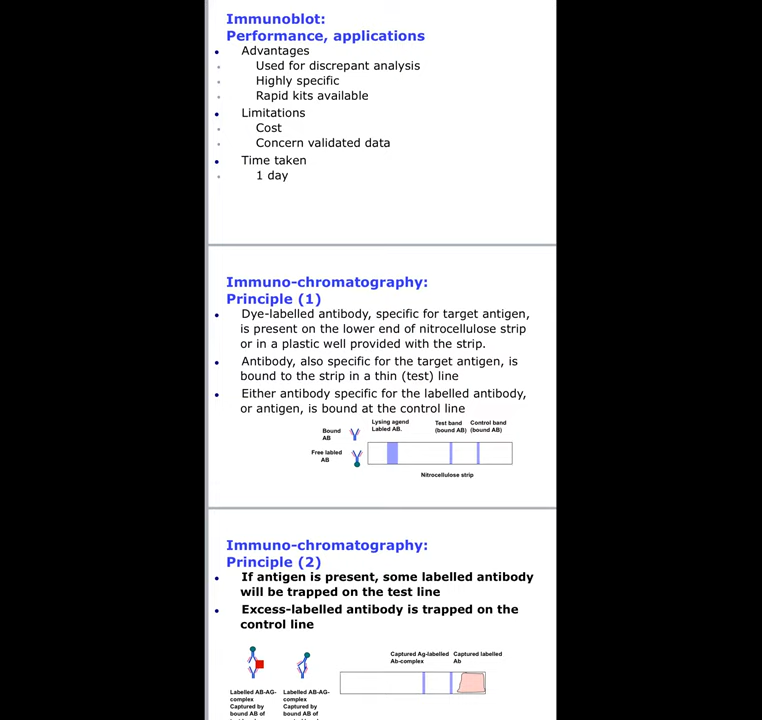 Immunoblot:
Performance, applications
Advantages
Used for discrepant analysis
Highly specific
Rapid kits available
Limitations
Cost
Concern validated data
Time taken
1 day
Immuno-chromatography:
Principle (1)
Dye-labelled antibody, specific for target antigen,
is present on the lower end of nitrocellulose strip
or in a plastic well provided with the strip.
Antibody, also specific for the target antigen, is
bound to the strip in a thin (test) line
Either antibody specific for the labelled antibody,
or antigen, is bound at the control line
Bound
AB
Free labled
AB
Lysing agend
Labled AB.
Test band
(bound AB)
Control band
(bound AB)
Nitrocellulose strip
Immuno-chromatography:
Principle (2)
If antigen is present, some labelled antibody
will be trapped on the test line
Excess-labelled antibody is trapped on the
control line
Labelled AB-AG-
complex
Captured by
bound AB of
Labelled AB-AG-
complex
Captured by
bound AB of
Captured Ag-labelled
Ab-complex
Captured labelled
Ab